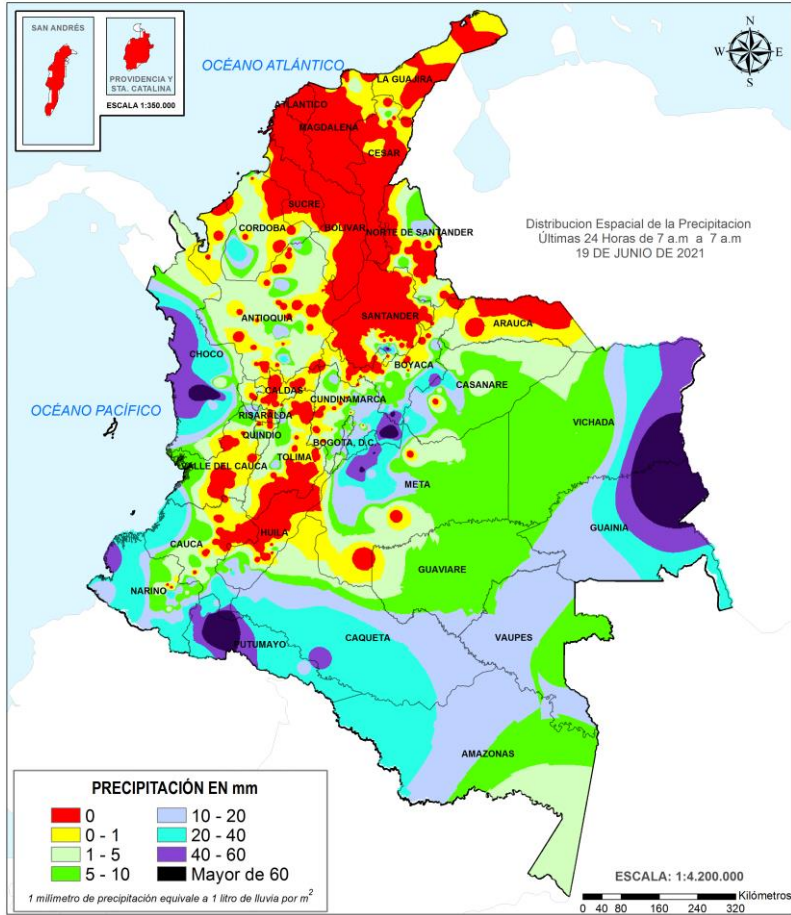 SAN ANDRÉS
PROVIDENCIA Y
STA. CATALINA
ESCALA 1:350.000
OCÉANO ATLÁNTICO
N
W
E
S
LA GUAJIRA
ATLANTICO
MAGDALENA
CESAR
SUCRE
CORDOBA
BOLIVAR
NORTE DE SANTANDER
Distribucion Espacial de la Precipitacion
Últimas 24 Horas de 7 a.m a 7 a.m
19 DE JUNIO DE 2021
ANTIOQUIA
SANTANDER
ARAUCA
CHOCO
BOYACA
CASANARE
OCÉANO PACÍFICO
CALDAS
CUNDINAMARCA
RISARALDA
VICHADA
QUINDIO
BOGOTA, D.C.
TOLIMA
VALLE DEL CAUCA
META
GUAINIA
HUILA
CAUCA
GUAVIARE
NARINO
CAQUETA
VAUPES
PUTUMAYO
AMAZONAS
PRECIPITACIÓN EN mm
0
10 - 20
0 - 1
20 - 40
1 - 5
40 - 60
5 - 10
Mayor de 60
1 milímetro de precipitación equivale a 1 litro de lluvia por m2
ESCALA: 1:4.200.000
Kilómetros
0 40 80 160 240 320